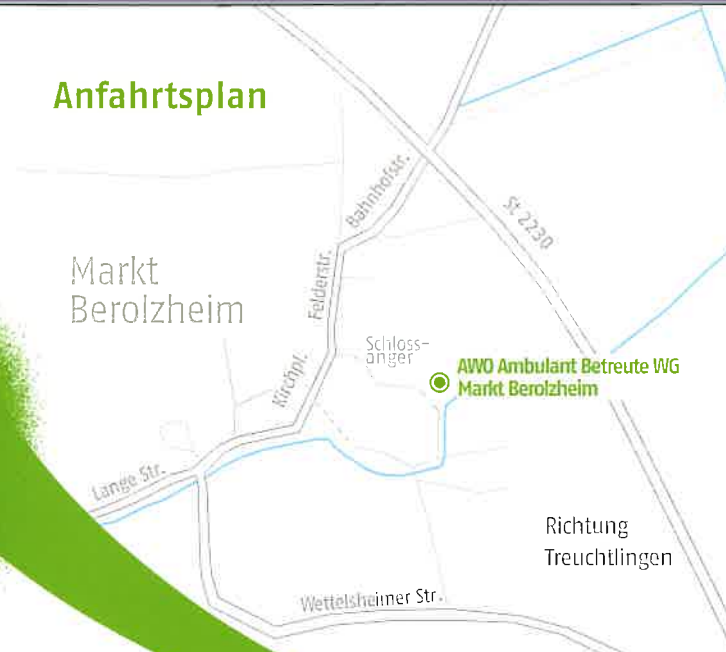 Anfahrtsplan
Bahnhofstr.
St 2230
Markt
Berolzheim
Felderstr.
Schloss-
anger
AWO Ambulant Betreute WG
Markt Berolzheim
Kirchpl.
Lange Str.
Richtung
Treuchtlingen
Wettelsheimer Str.